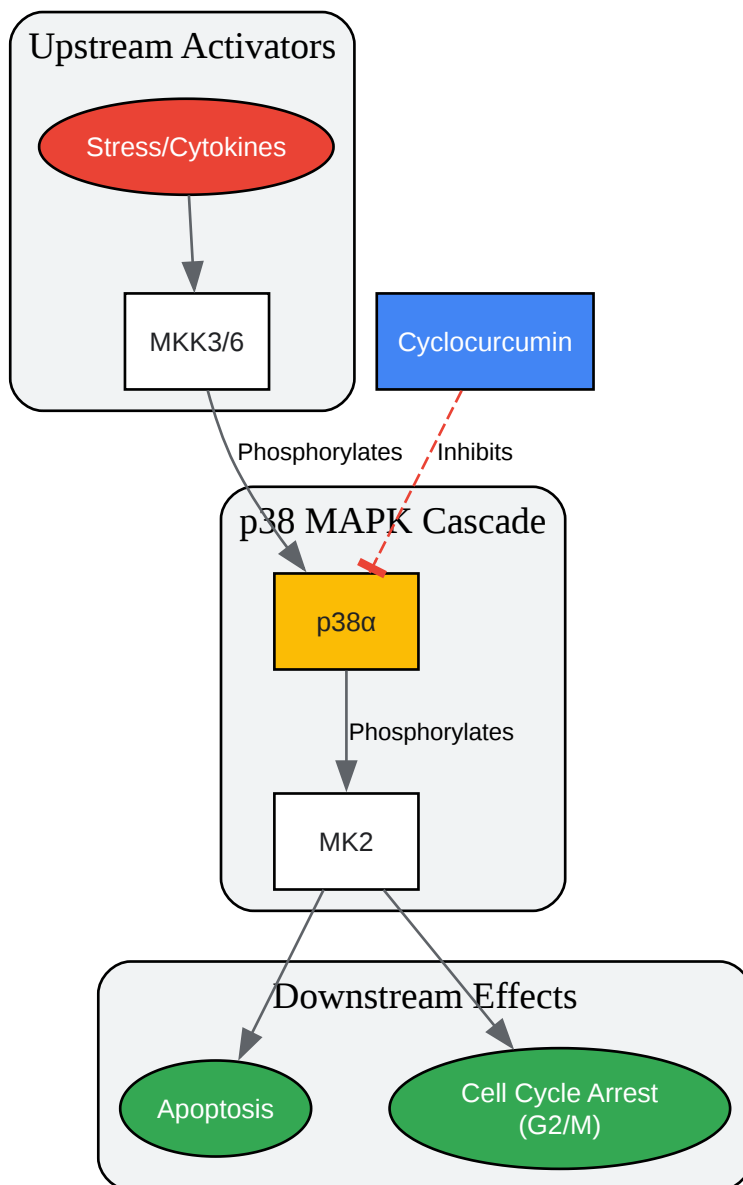 Upstream Activators
Stress/Cytokines
MKK3/6
Cyclocurcumin
Phosphorylates
Inhibits
p38 MAPK Cascade
p38α
Phosphorylates
MK2
Downstream Effects
Apoptosis
Cell Cycle Arrest
(G2/M)